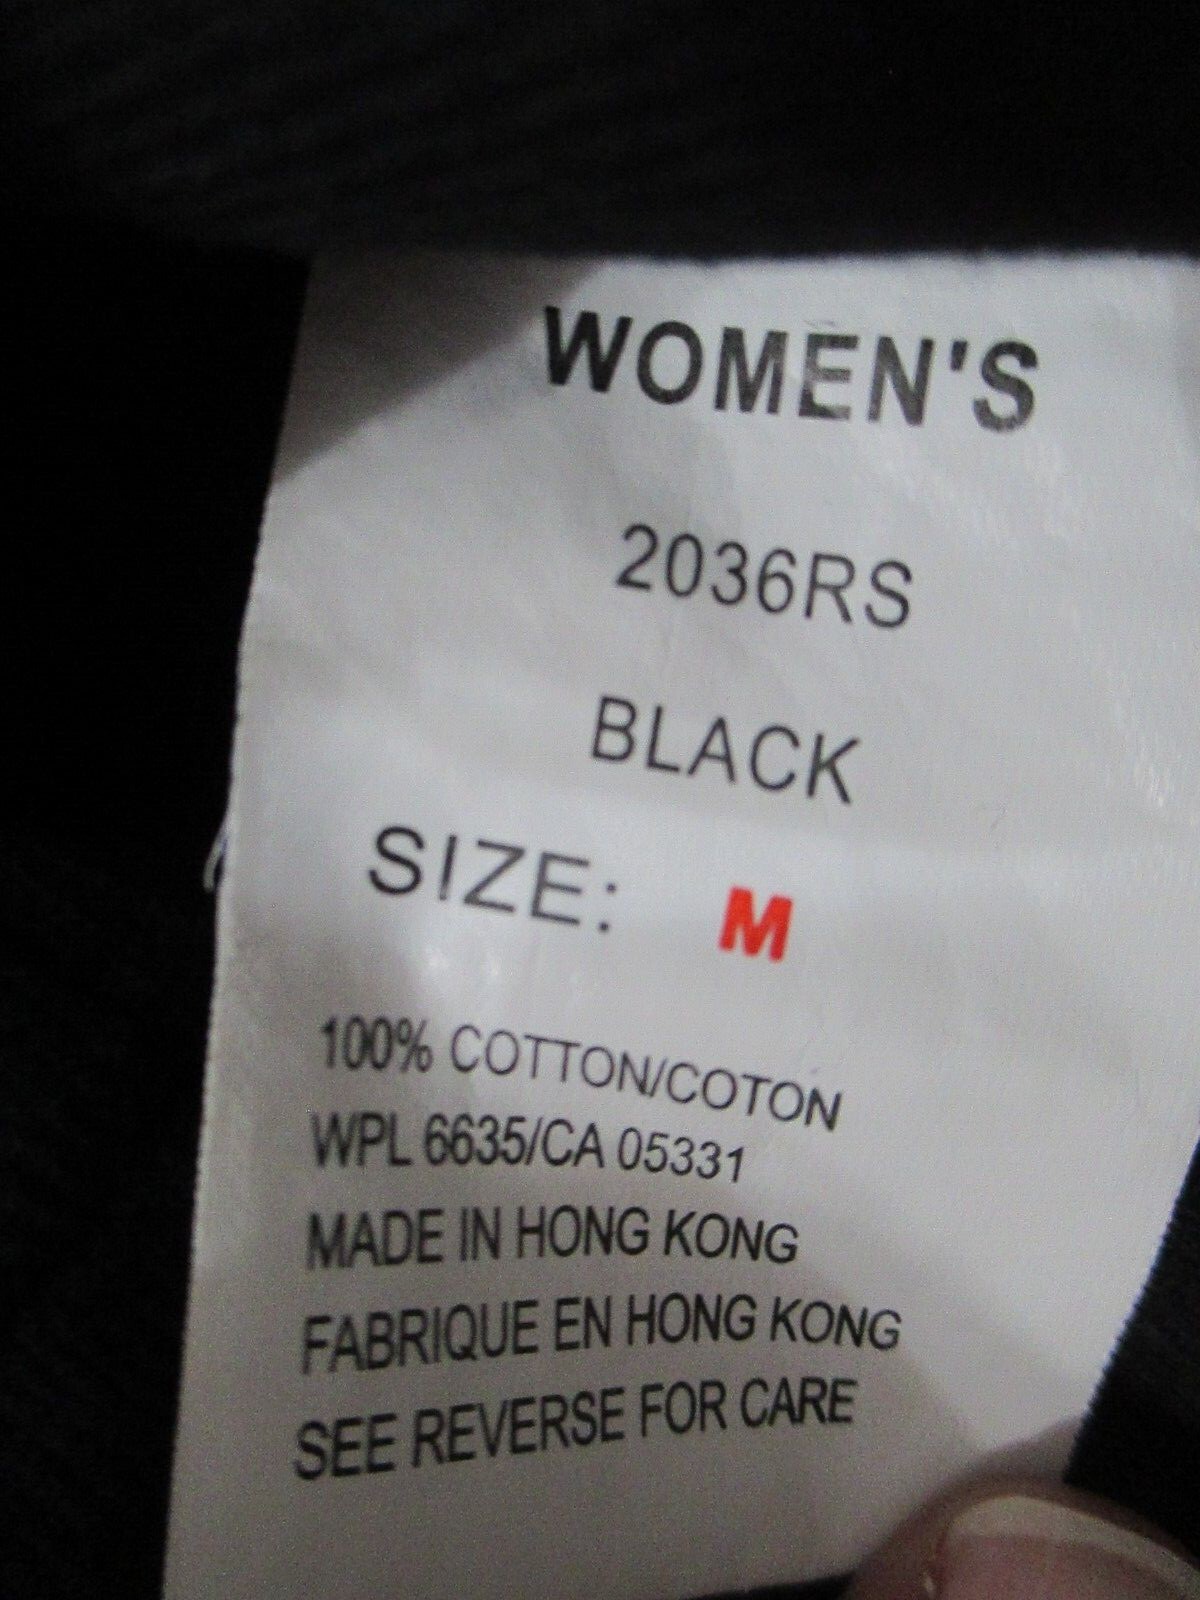 WOMEN'S
2036RS
BLACK
SIZE: M
100% COTTON/COTON
WPL 6635/CA 05331
MADE IN HONG KONG
FABRIQUE EN HONG KONG
SEE REVERSE FOR CARE